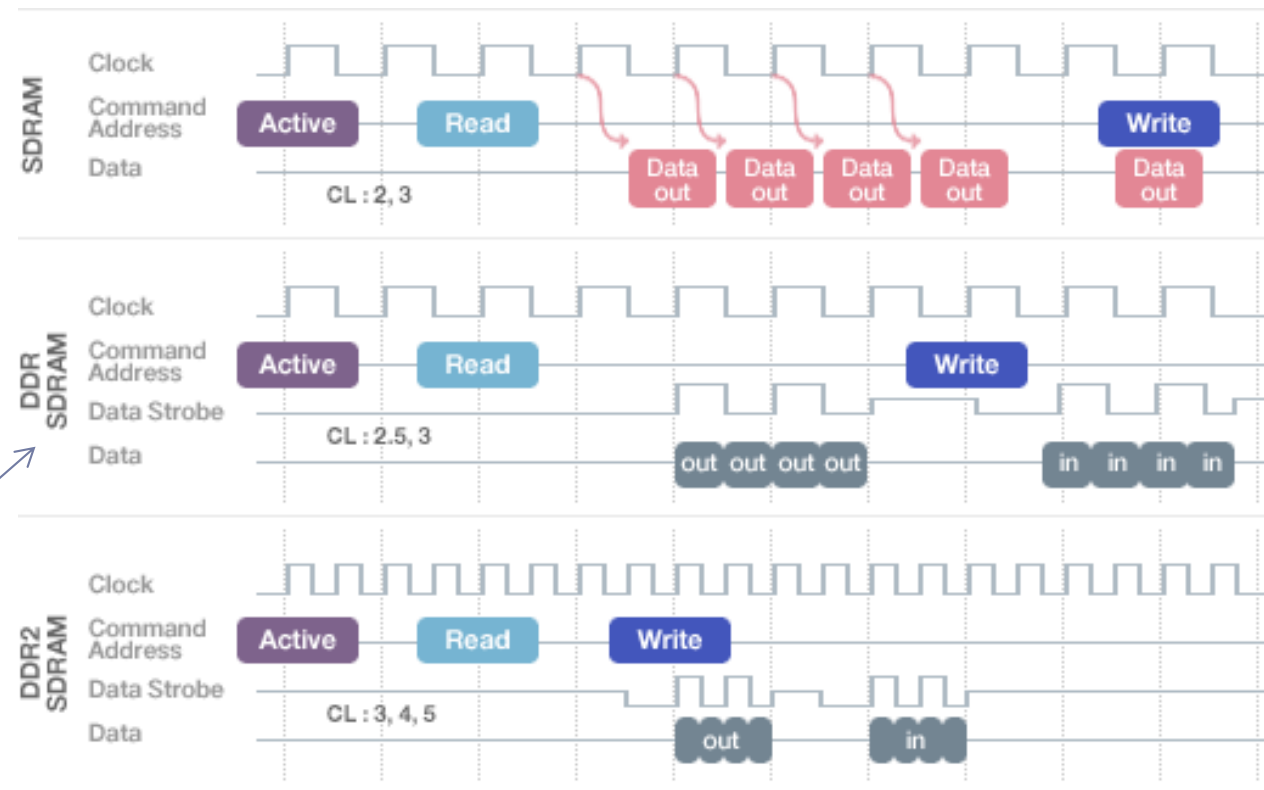 SDRAM
Clock
Command
Address
Active
Read
Write
Data
Data
out
Data
out
Data
out
Data
out
Data
out
CL : 2, 3
DDR
SDRAM
Clock
Command
Address
Active
Read
Write
Data Strobe
CL : 2.5, 3
Data
out out out out
in in in in
DDR2
SDRAM
Clock
Command
Address
Active
Read
Write
Data Strobe
CL : 3, 4, 5
Data
out
in